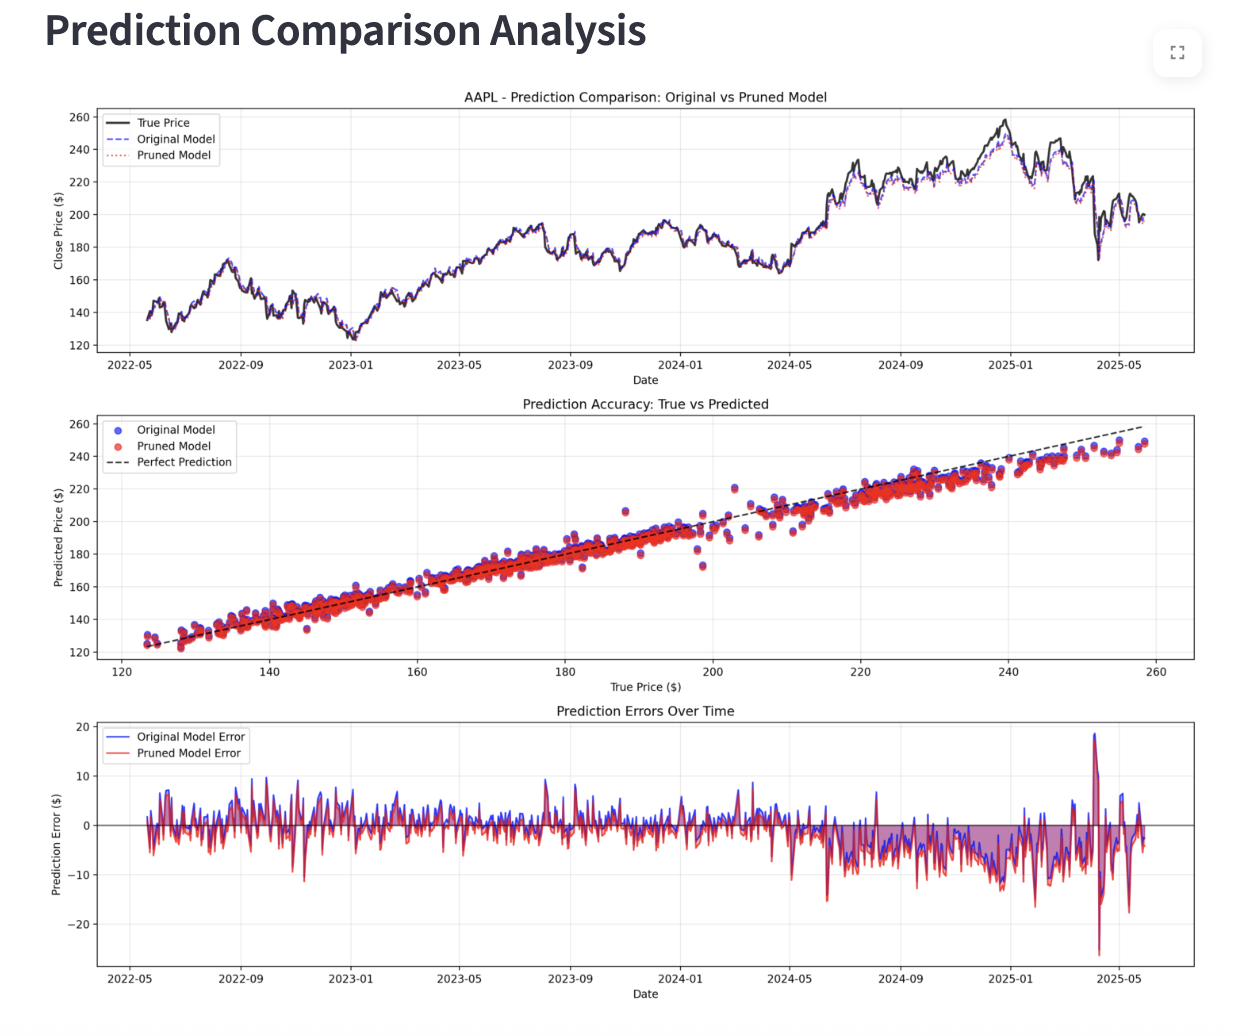 Prediction Comparison Analysis
AAPL - Prediction Comparison: Original vs Pruned Model
True Price
Original Model
Pruned Model
Close Price ($)
260
240
220
200
180
160
140
120
2022-05 2022-09 2023-01 2023-05 2023-09 2024-01 2024-05 2024-09 2025-01 2025-05
Date
Prediction Accuracy: True vs Predicted
Original Model
Pruned Model
Perfect Prediction
Predicted Price ($)
260
240
220
200
180
160
140
120
120 140 160 180 200 220 240 260
True Price ($)
Prediction Errors Over Time
Original Model Error
Pruned Model Error
Prediction Error ($)
20
10
0
−10
−20
2022-05 2022-09 2023-01 2023-05 2023-09 2024-01 2024-05 2024-09 2025-01 2025-05
Date